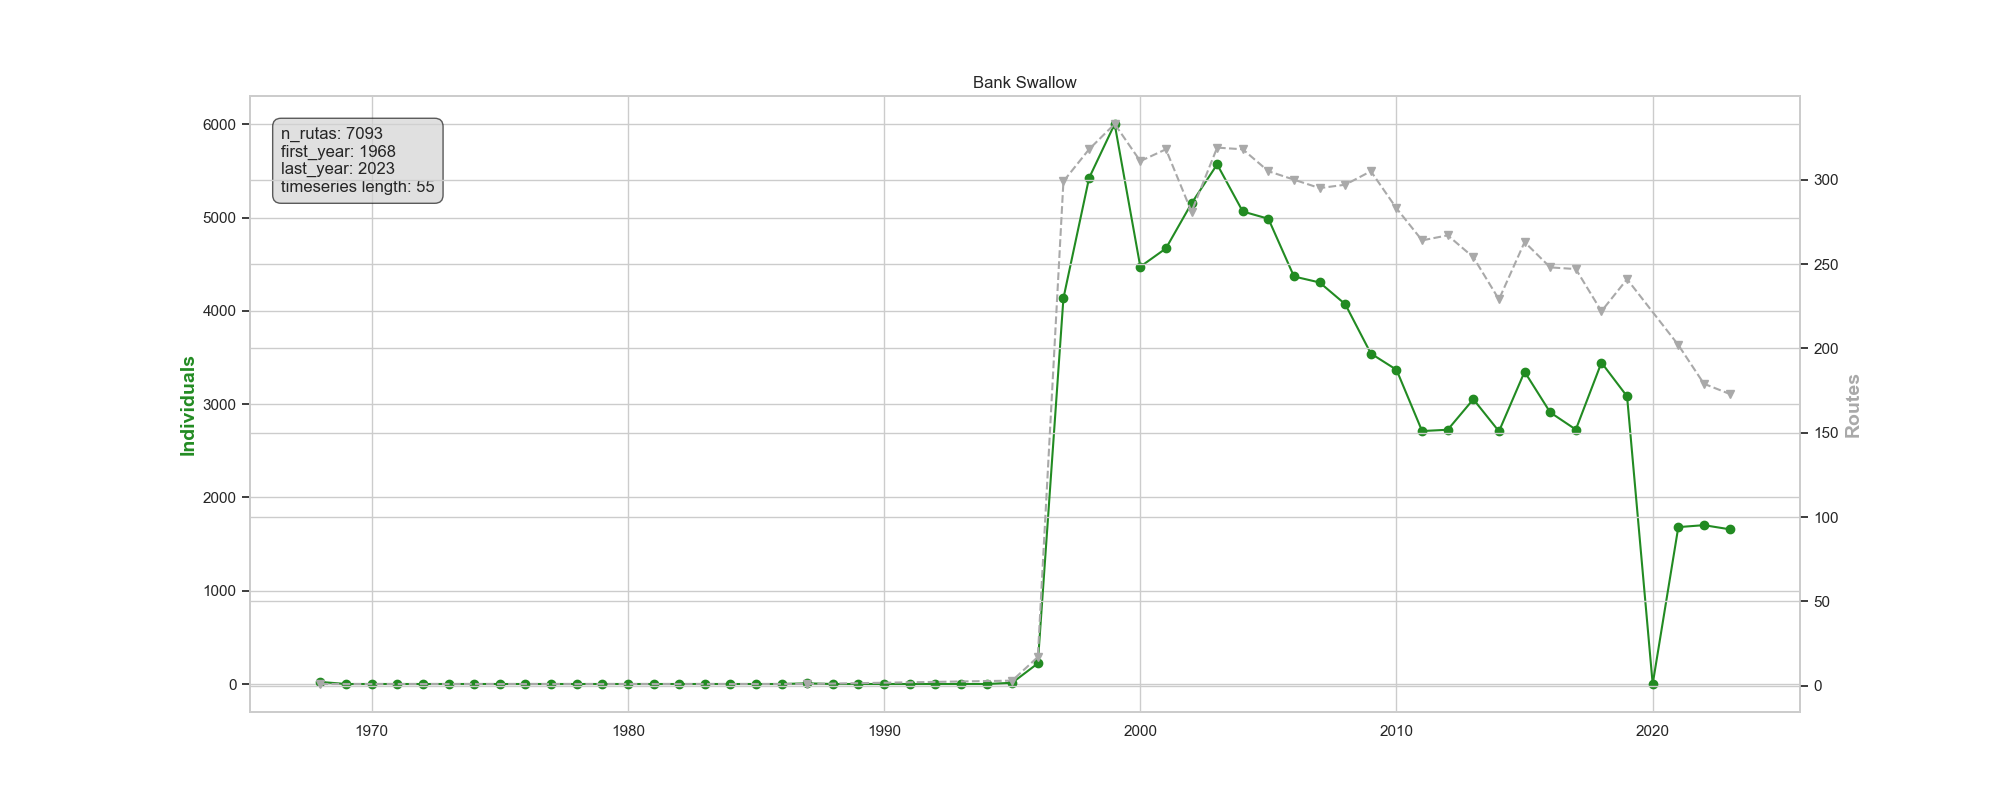 Bank Swallow
n_rutas: 7093
first_year: 1968
last_year: 2023
timeseries length: 55
6000
5000
4000
3000
2000
1000
0
Individuals
300
250
200
150
100
50
0
Routes
1970
1980
1990
2000
2010
2020